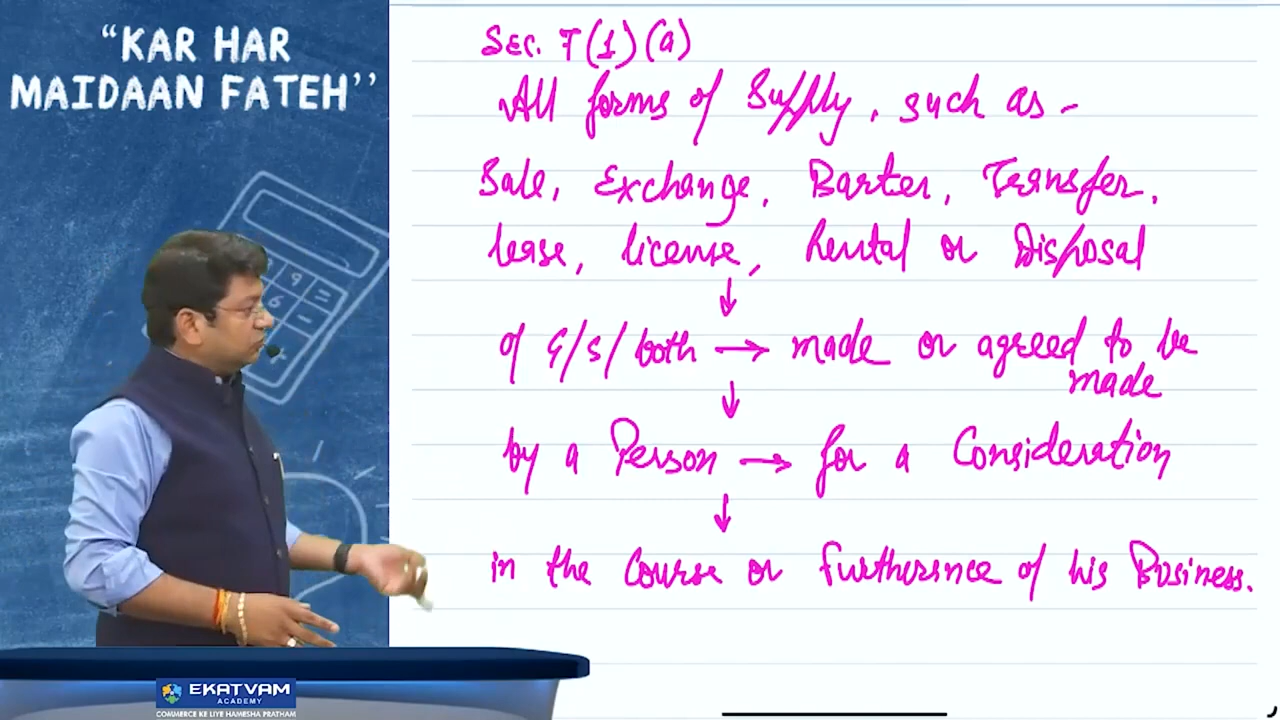 “KAR HAR
MAIDAAN FATEH’’
Sec. 7(1)(a)
All forms of Supply, such as -
Sale, Exchange, Barter, Transfer,
lease, license, Rental or Disposal
of G/S/both → made or agreed to be
made
by a Person → for a Consideration
in the Course or furtherance of his Business.
EKATVAM
ACADEMY
COMMERCE KE LIYE HAMESHA PRATHAM